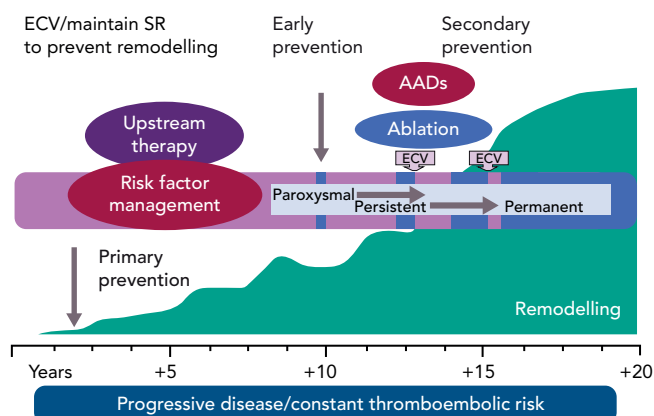 ECV/maintain SR
to prevent remodelling
Early
prevention
Secondary
prevention
AADs
Upstream
therapy
Ablation
ECV
ECV
Risk factor
management
Paroxysmal
Persistent
Permanent
Primary
prevention
Remodelling
Years
+5
+10
+15
+20
Progressive disease/constant thromboembolic risk